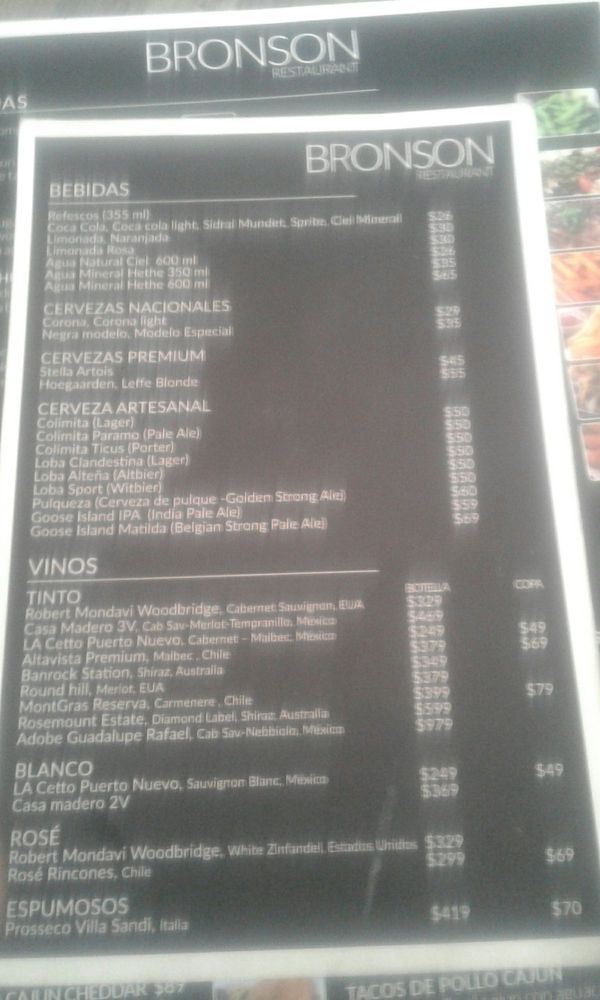 BRONSON
RESTAURANT
DAS
BRONSON
RESTAURANT
BEBIDAS
Refescos (355 ml) $26
Coca Cola, Coca cola light, Sidral Mundet, Sprite, Ciel Mineral $30
Limonada, Naranjada $30
Limonada Rosa $26
Agua Natural Ciel 600 ml $35
Agua Mineral Hethe 350 ml $65
Agua Mineral Hethe 600 ml
CERVEZAS NACIONALES
Corona, Corona light $29
Negra modelo, Modelo Especial $35
CERVEZAS PREMIUM
Stella Artois $45
Hoegaarden, Leffe Blonde $55
CERVEZA ARTESANAL
Colimita (Lager) $50
Colimita Paramo (Pale Ale) $50
Colimita Ticus (Porter) $50
Loba Clandestina (Lager) $50
Loba Alteña (Altbier) $50
Loba Sport (Witbier) $50
Pulqueza (Cerveza de pulque -Golden Strong Ale) $60
Goose Island IPA (India Pale Ale) $59
Goose Island Matilda (Belgian Strong Pale Ale) $69
VINOS
TINTO BOTELLA COPA
Robert Mondavi Woodbridge, Cabernet Sauvignon, EUA $329
Casa Madero 3V, Cab Sav-Merlot-Tempranillo, México $469
LA Cetto Puerto Nuevo, Cabernet - Malbec, México $249 $49
Altavista Premium, Malbec, Chile $379 $69
Banrock Station, Shiraz, Australia $349
Round hill, Merlot, EUA $379
MontGras Reserva, Carmenere, Chile $399 $79
Rosemount Estate, Diamond Label, Shiraz, Australia $599
Adobe Guadalupe Rafael, Cab Sav-Nebbiolo, México $979
BLANCO
LA Cetto Puerto Nuevo, Sauvignon Blanc, México $249 $49
Casa madero 2V $369
ROSÉ
Robert Mondavi Woodbridge, White Zinfandel, Estados Unidos $329
Rosé Rincones, Chile $299 $69
ESPUMOSOS
Prosseco Villa Sandi, Italia $419 $70
CAJUN CHEDDAR $87
TACOS DE POLLO CAJUN